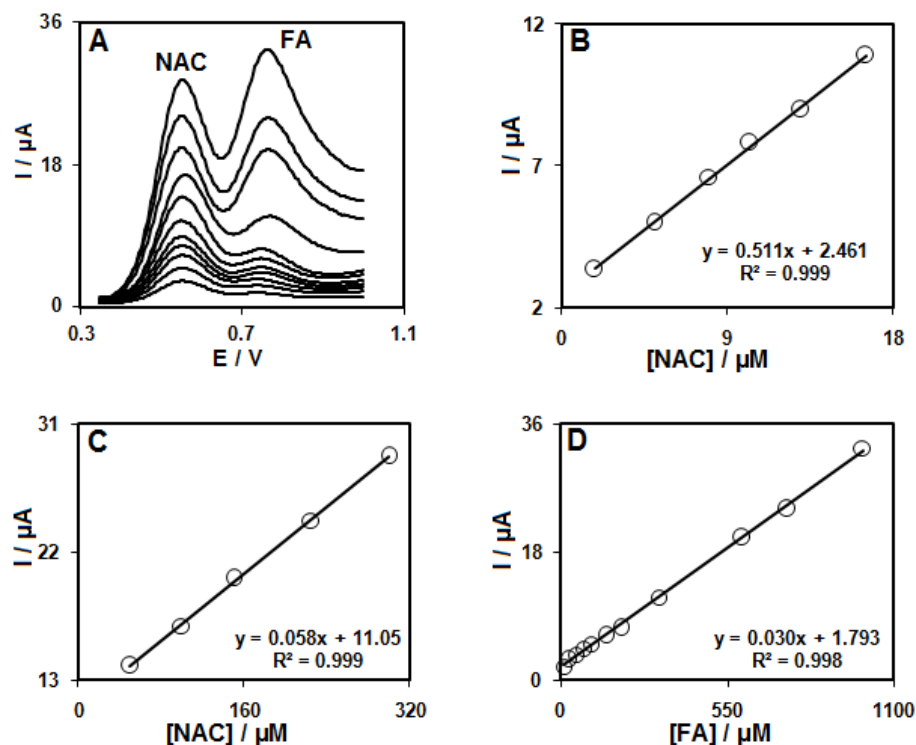 A
NAC
FA
36
18
0
I / µA
0.3
0.7
1.1
E / V
B
12
7
2
I / µA
y = 0.511x + 2.461
R² = 0.999
0
9
18
[NAC] / µM
C
31
22
13
I / µA
y = 0.058x + 11.05
R² = 0.999
0
160
320
[NAC] / µM
D
36
18
0
I / µA
y = 0.030x + 1.793
R² = 0.998
0
550
1100
[FA] / µM